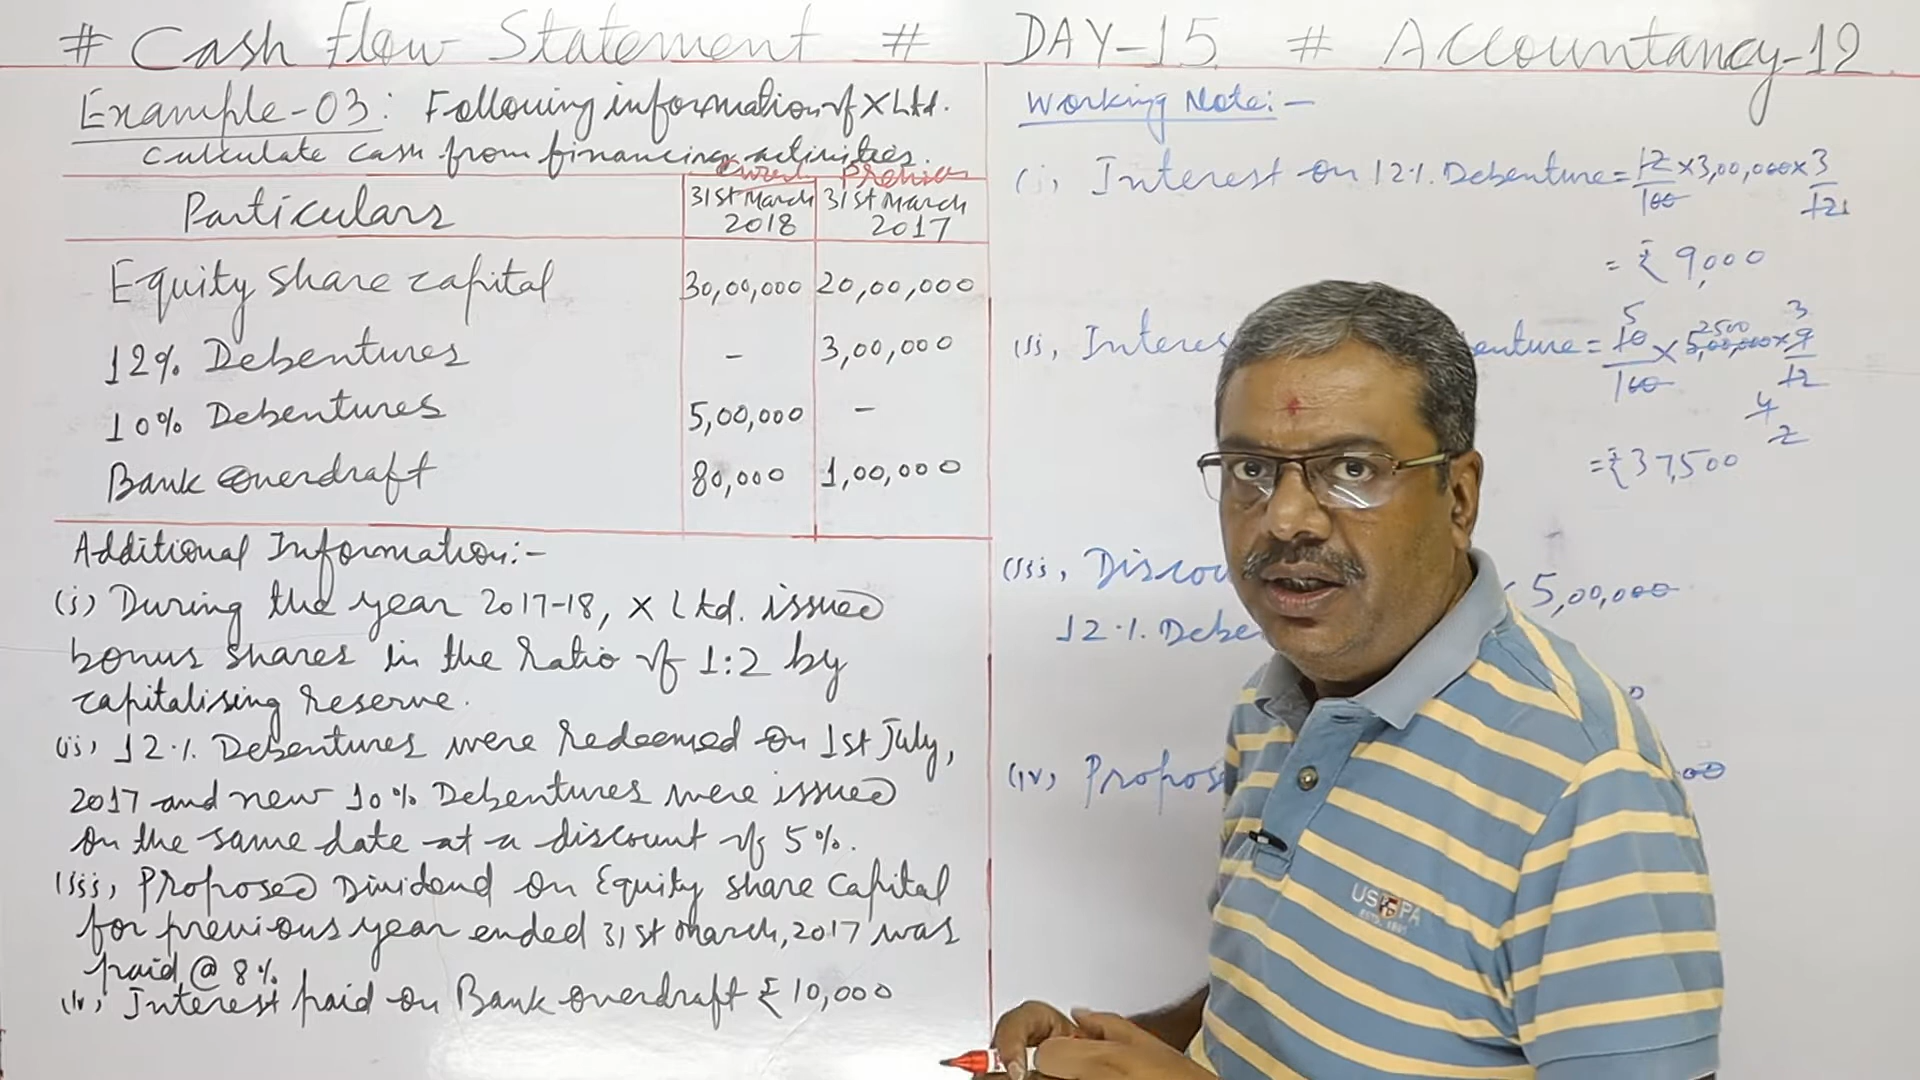 # Cash Flow Statement # DAY-15 # Accountancy-12
Example-03: Following information of X Ltd.
calculate cash from financing activities.
Particulars
Current
31st March
2018
Previous
31st March
2017
Equity share capital 30,00,000 20,00,000
12% Debentures - 3,00,000
10% Debentures 5,00,000 -
Bank overdraft 80,000 1,00,000
Additional Information:-
(i) During the year 2017-18, X Ltd. issued
bonus shares in the ratio of 1:2 by
capitalising reserve.
(ii) 12% Debentures were redeemed on 1st July,
2017 and new 10% Debentures were issued
on the same date at a discount of 5%.
(iii) Proposed Dividend on Equity share Capital
for previous year ended 31st March, 2017 was
paid @ 8%
(iv) Interest paid on Bank overdraft ₹ 10,000
Working Note:-
(i) Interest on 12% Debenture = 12/100 × 3,00,000 × 3/12
= ₹ 9,000
(ii)
= 10/100 × 5,00,000 × 9/12
5 2500 3
4
2
= ₹ 37,500
(iii)
5,00,000
12%
(iv)
USPA